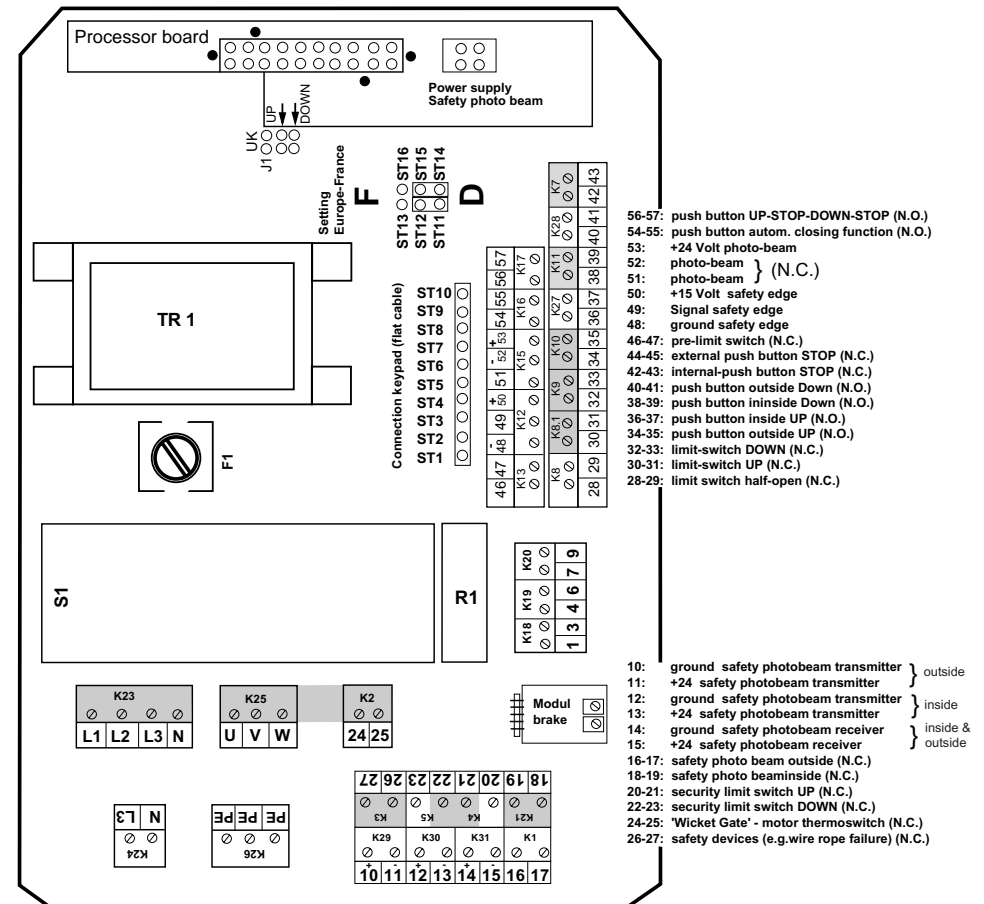 Processor board
Power supply
Safety photo beam
UP
DOWN
UK
J1
Setting
Europe-France
F
D
ST13 ST16
ST12 ST15
ST11 ST14
TR 1
F1
Connection keypad (flat cable)
ST10
ST9
ST8
ST7
ST6
ST5
ST4
ST3
ST2
ST1
46 47 - 48 49 +50 51 - 52 + 53 54 55 56 57
K13 K12 K15 K16 K17
K8 K8.1 K9 K10 K27 K11 K28 K7
28 29 30 31 32 33 34 35 36 37 38 39 40 41 42 43
56-57: push button UP-STOP-DOWN-STOP (N.O.)
54-55: push button autom. closing function (N.O.)
53: +24 Volt photo-beam
52: photo-beam
51: photo-beam } (N.C.)
50: +15 Volt safety edge
49: Signal safety edge
48: ground safety edge
46-47: pre-limit switch (N.C.)
44-45: external push button STOP (N.C.)
42-43: internal-push button STOP (N.C.)
40-41: push button outside Down (N.O.)
38-39: push button ininside Down (N.O.)
36-37: push button inside UP (N.O.)
34-35: push button outside UP (N.O.)
32-33: limit-switch DOWN (N.C.)
30-31: limit-switch UP (N.C.)
28-29: limit switch half-open (N.C.)
S1
R1
K18 K19 K20
1 3 4 6 7 9
K23
L1 L2 L3 N
K25
U V W
K2
24 25
Modul
brake
10: ground safety photobeam transmitter
11: +24 safety photobeam transmitter } outside
12: ground safety photobeam transmitter
13: +24 safety photobeam transmitter } inside
14: ground safety photobeam receiver
15: +24 safety photobeam receiver } inside & outside
16-17: safety photo beam outside (N.C.)
18-19: safety photo beaminside (N.C.)
20-21: security limit switch UP (N.C.)
22-23: security limit switch DOWN (N.C.)
24-25: 'Wicket Gate' - motor thermoswitch (N.C.)
26-27: safety devices (e.g.wire rope failure) (N.C.)
N L3
K24
PE PE PE
K26
27 26 23 22 21 20 19 18
K3 K5 K4 K21
K29 K30 K31 K1
+ - + - + -
10 11 12 13 14 15 16 17